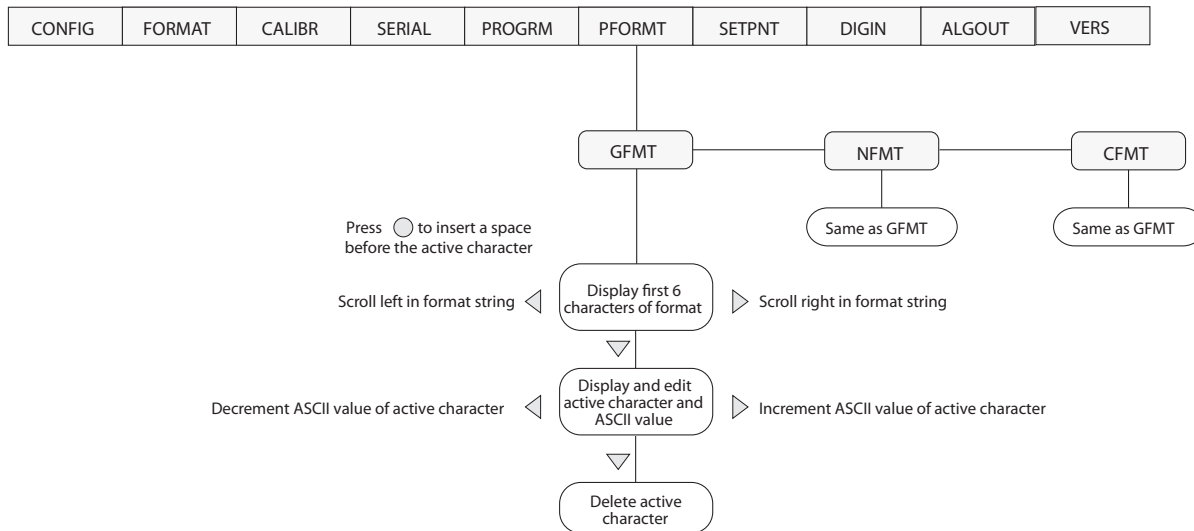 CONFIG FORMAT CALIBR SERIAL PROGRM PFORMT SETPNT DIGIN ALGOUT VERS
GFMT NFMT CFMT
Same as GFMT Same as GFMT
Press to insert a space
before the active character
Scroll left in format string
Display first 6
characters of format
Scroll right in format string
Decrement ASCII value of active character
Display and edit
active character and
ASCII value
Increment ASCII value of active character
Delete active
character